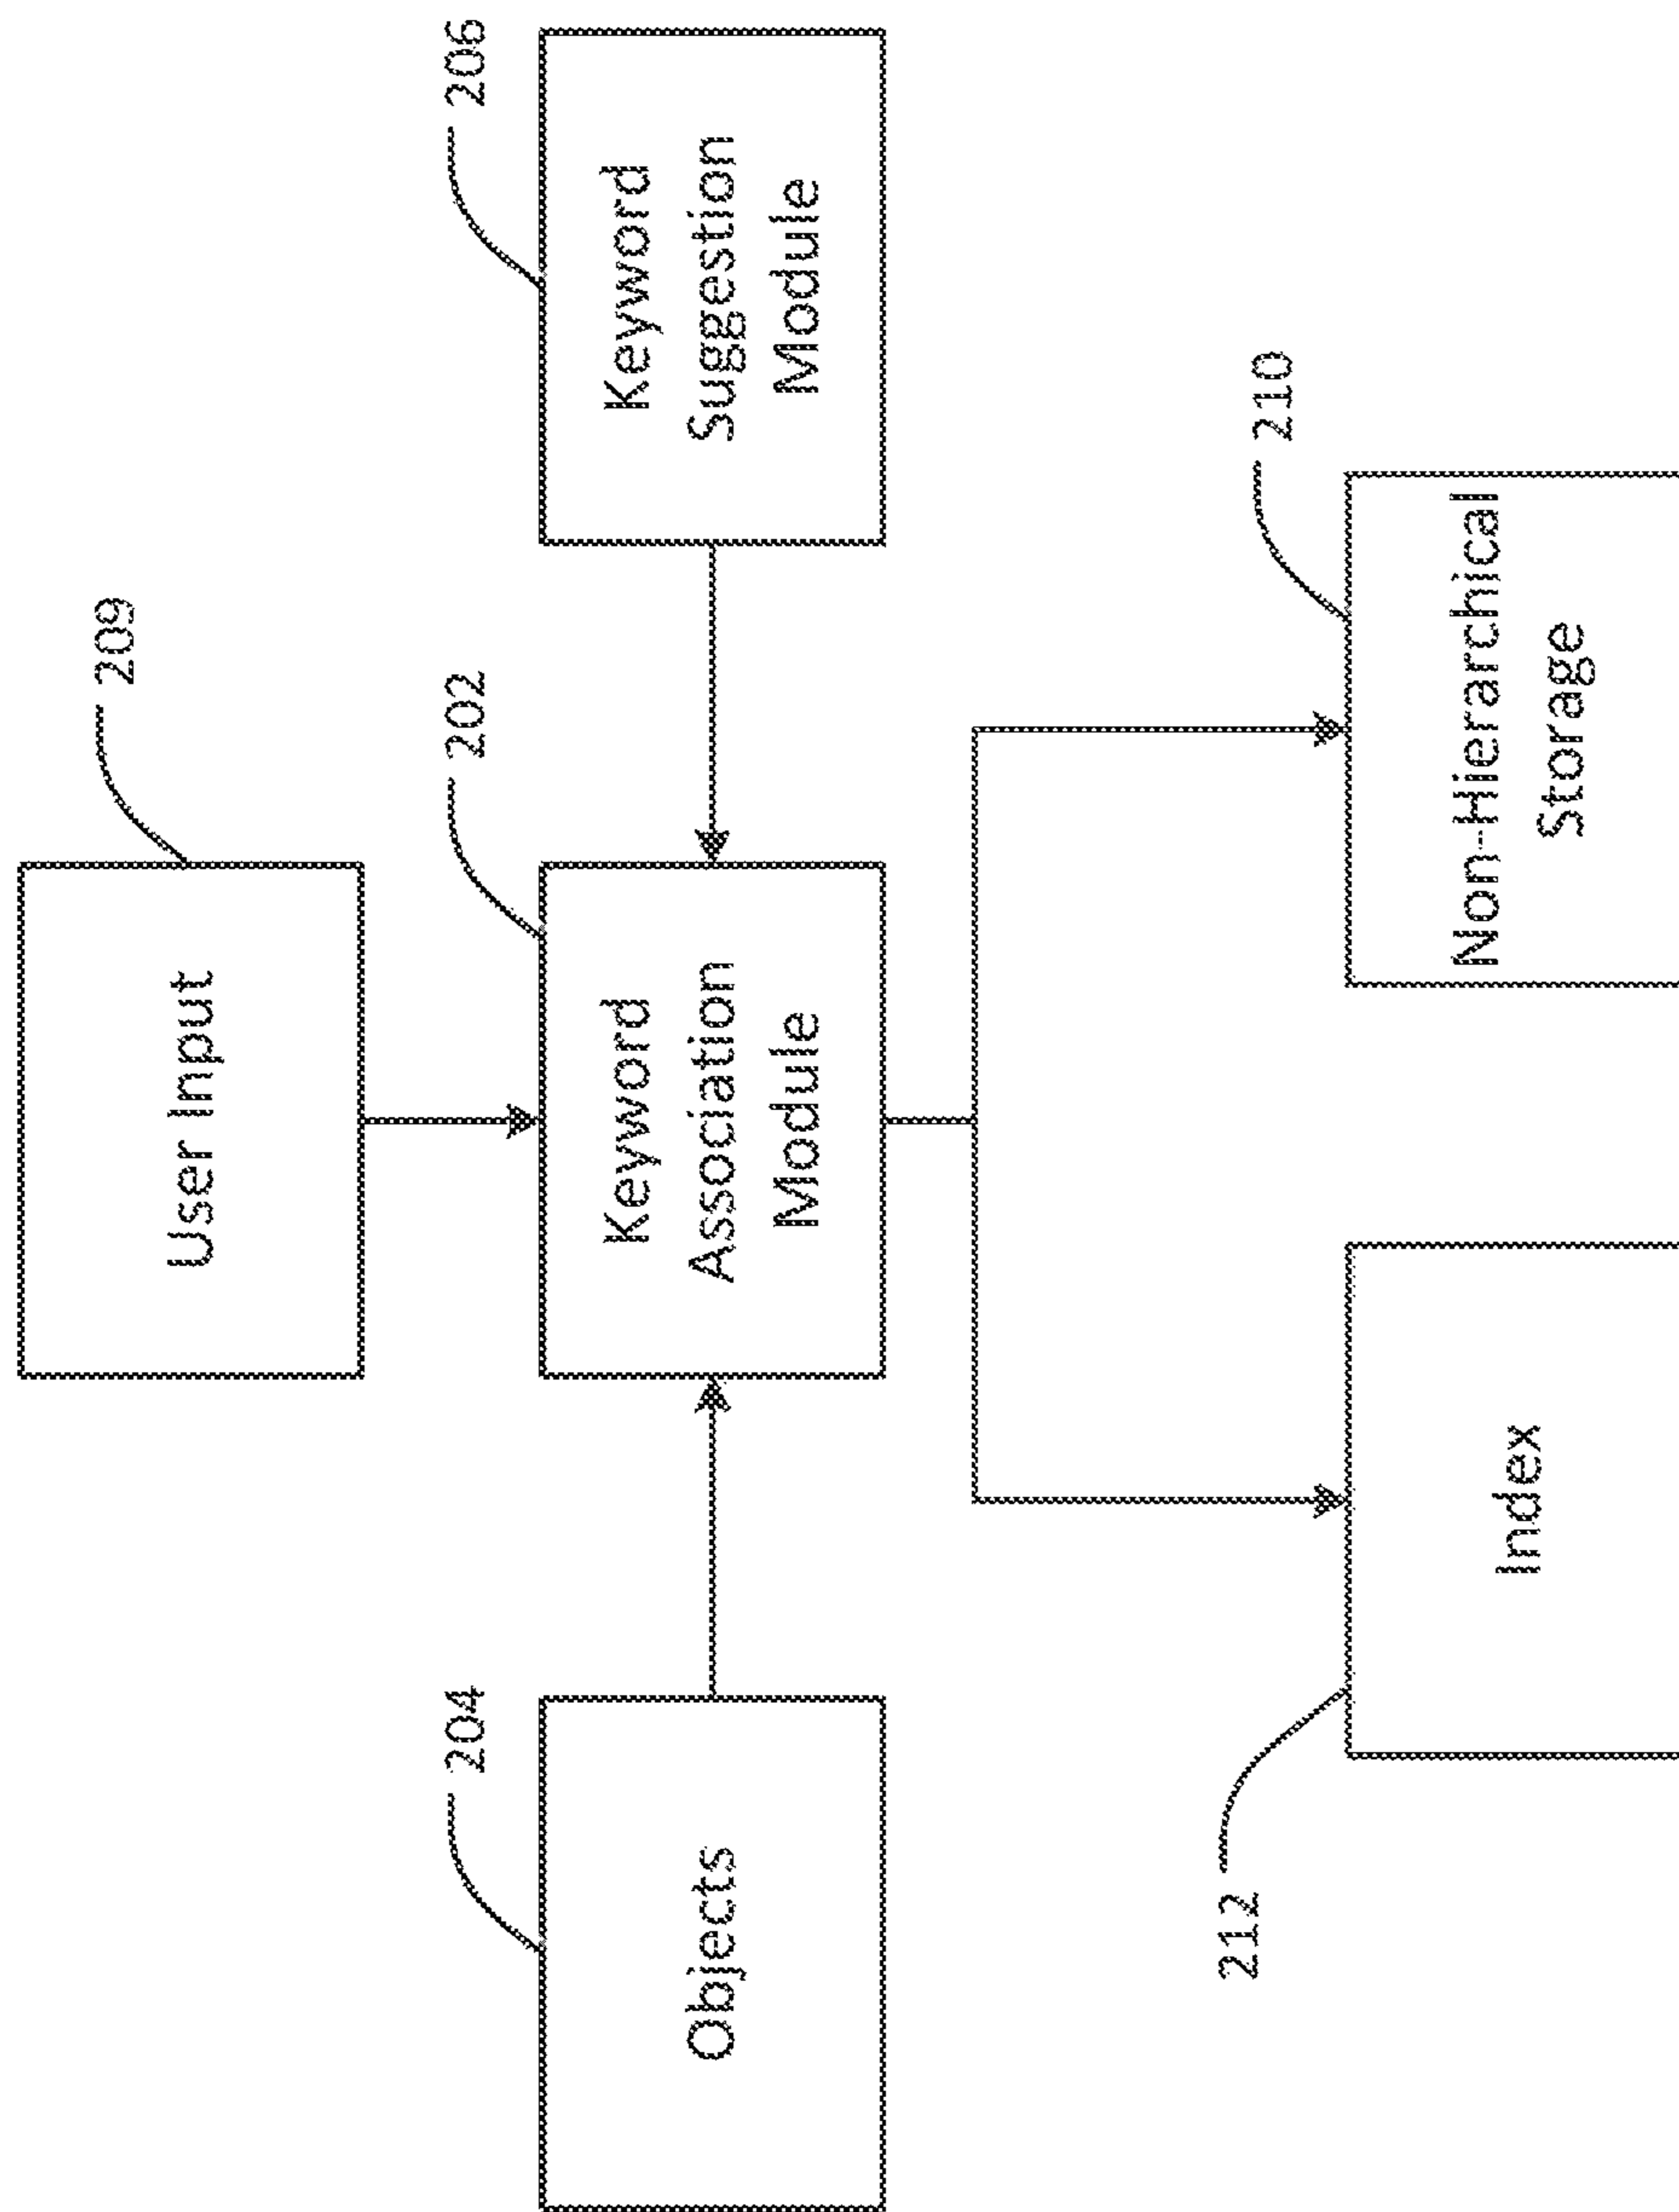 209
User Input
204
202
206
Objects
Keyword
Association
Module
Keyword
Suggestion
Module
212
210
Index
Non-Hierarchical
Storage